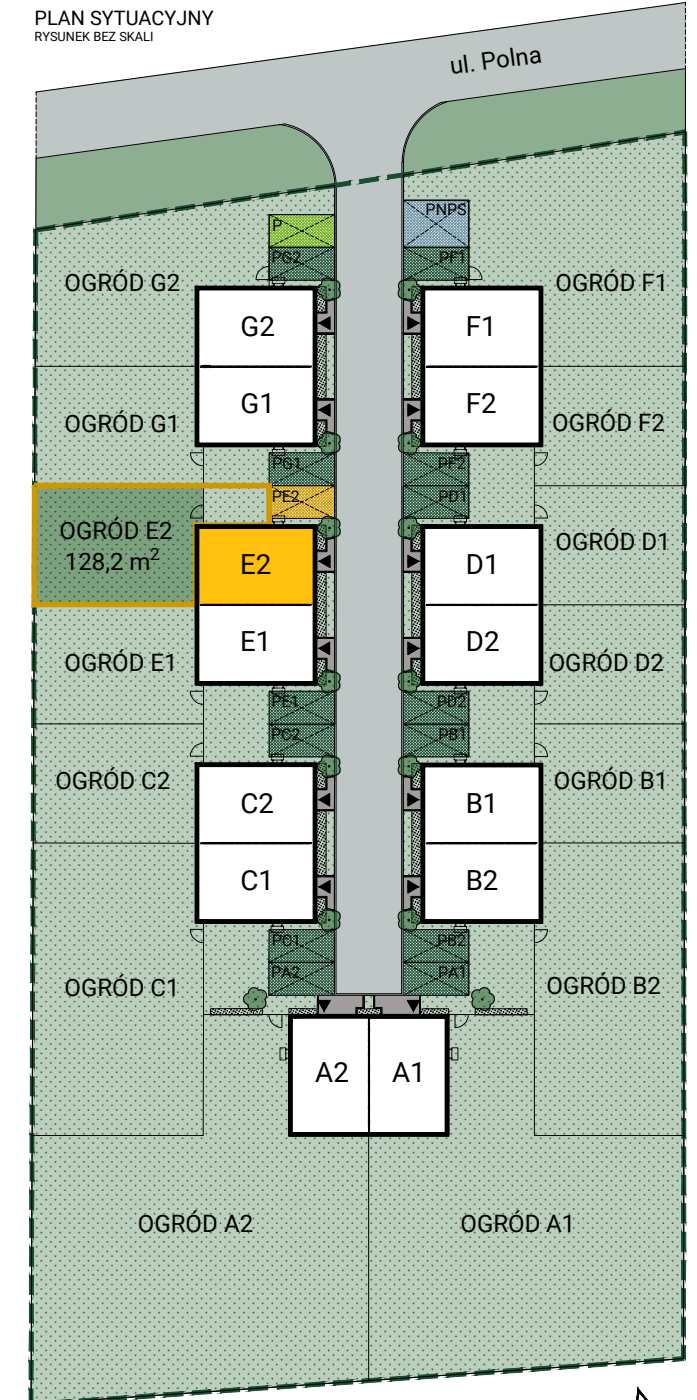 PLAN SYTUACYJNY
RYSUNEK BEZ SKALI
ul. Polna
P
PNPS
PG2
PF1
OGRÓD G2
OGRÓD F1
G2
F1
G1
F2
OGRÓD G1
OGRÓD F2
PG1
PF2
PE2
PD1
OGRÓD E2
128,2 m²
OGRÓD D1
E2
D1
E1
D2
OGRÓD E1
OGRÓD D2
PE1
PD2
PC2
PB1
OGRÓD C2
OGRÓD B1
C2
B1
C1
B2
PC1
PB2
PA2
PA1
OGRÓD C1
OGRÓD B2
A2
A1
OGRÓD A2
OGRÓD A1